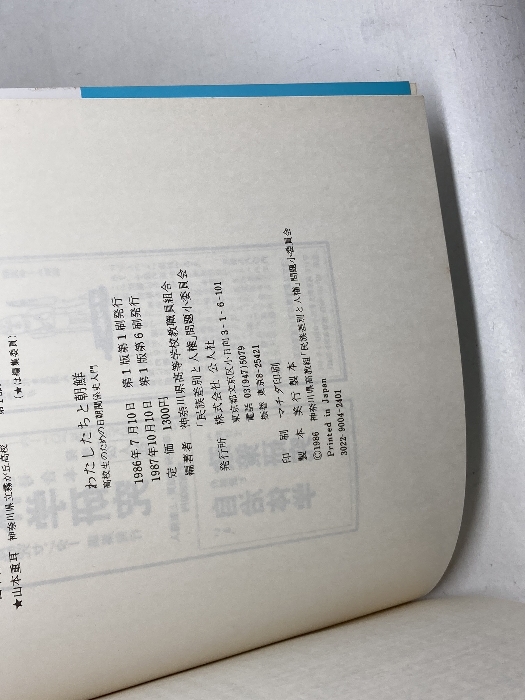 ★山本重耳 神奈川県立霧が丘高校
(★は編集委員)
わたしたちと朝鮮
高校生のための日朝関係史入門
1986年7月10日 第1版第1刷発行
1987年10月10日 第1版第6刷発行
定価 1300円
編著者 神奈川県高等学校教職員組合
「民族差別と人権」問題小委員会
発行所 株式会社 公人社
東京都文京区小日向3-1-6-101
電話 03(947)5079
振替 東京8-25421
印刷 マチダ印刷
製本 実行製本
©1986 神奈川県高教組「民族差別と人権」問題小委員会
Printed in Japan
3022-9004-2401